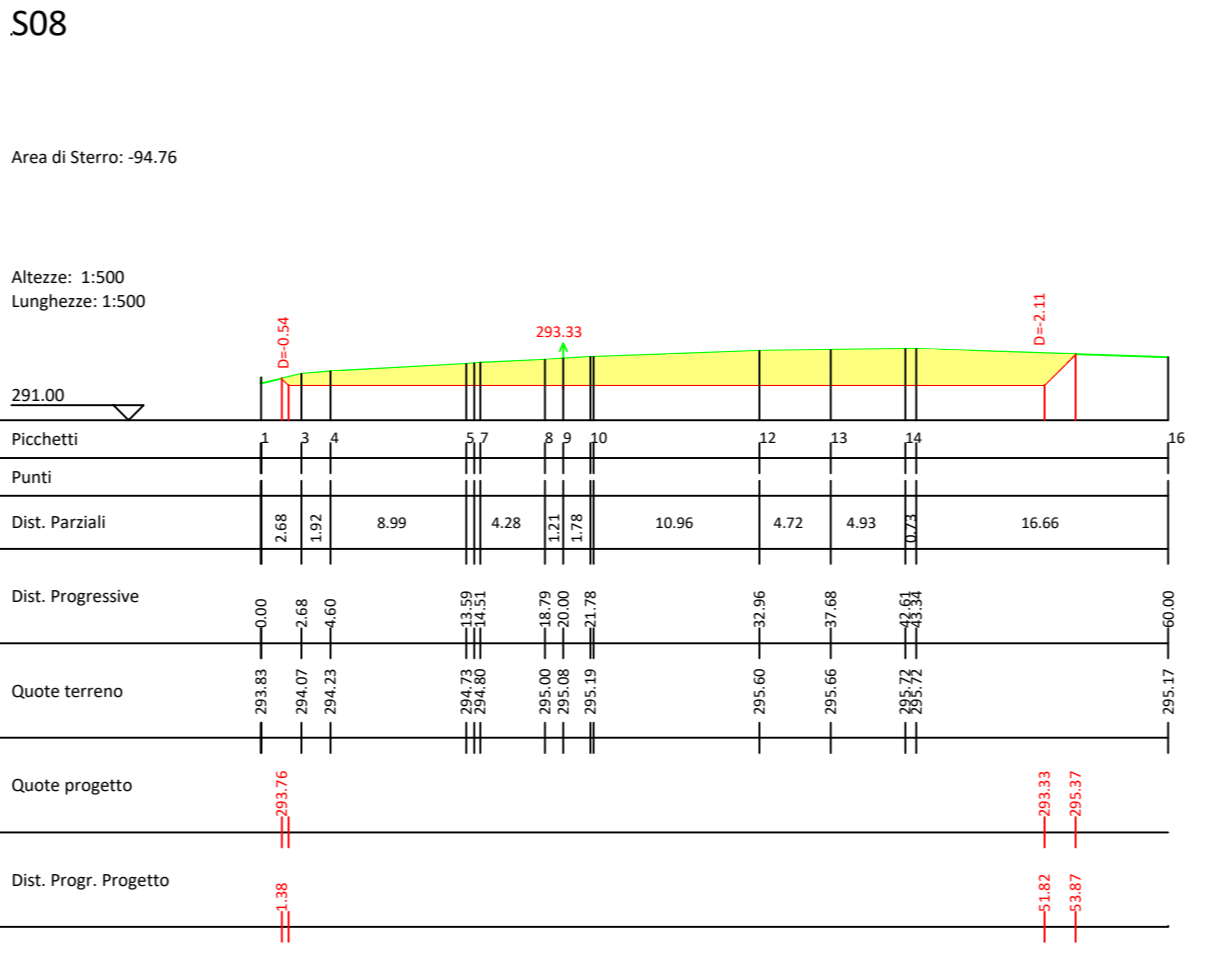 S08
Area di Sterro: -94.76
Altezze: 1:500
Lunghezze: 1:500
D=-0.54
293.33
D=-2.11
291.00
Picchetti 1 3 4 5 7 8 9 10 12 13 14 16
Punti
Dist. Parziali 2.68 1.92 8.99 4.28 1.21 1.78 10.96 4.72 4.93 0.73 16.66
Dist. Progressive 0.00 2.68 4.60 13.59 14.51 18.79 20.00 21.78 32.96 37.68 42.61 43.34 60.00
Quote terreno 293.83 294.07 294.23 294.73 294.80 295.00 295.08 295.19 295.60 295.66 295.72 295.72 295.17
Quote progetto 293.76 293.33 295.37
Dist. Progr. Progetto 1.38 51.82 53.87